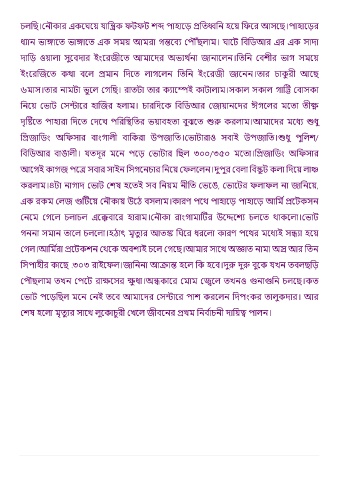 চলছি।নৌকার একঘেয়ে যান্ত্রিক ফটফট শব্দ পাহাড়ে প্রতিধ্বনি হয়ে ফিরে আসছে।পাহাড়ের
ধ্যান ভাঙ্গাতে ভাঙ্গাতে এক সময় আমরা গন্তব্যে পৌঁছলাম। ঘাটে বিডিআর এর এক সাদা
দাড়ি ওয়ালা সুবেদার ইংরেজীতে আমাদের অভ্যর্থনা জানালেন।তিনি বেশীর ভাগ সময়ে
ইংরেজিতে কথা বলে প্রমান দিতে লাগলেন তিনি ইংরেজী জানেন।তার চাকুরী আছে
৬মাস।তার নামটা ভুলে গেছি। রাতটা তার ক্যাম্পেই কাটালাম।সকাল সকাল গাট্টি বোসকা
নিয়ে ভোট সেন্টারে হাজির হলাম। চারদিকে বিডিআর জোয়ানদের ঈগলের মতো তীক্ষ্ণ
দৃষ্টিতে পাহারা দিতে দেখে পরিস্থিতির ভয়াবহতা বুঝতে শুরু করলাম।আমাদের মধ্যে শুধু
প্রিজাডিং অফিসার বাংগালী বাকিরা উপজাতি।ভোটারাও সবাই উপজাতি।শুধু পুলিশ/
বিডিআর বাঙালী। যতদূর মনে পড়ে ভোটার ছিল ৩০০/৩৫০ মতো।প্রিজাডিং অফিসার
আগেই কাগজ পত্রে সবার সাইন সিগনেচার নিয়ে ফেললেন।দুপুর বেলা বিস্কুট কলা দিয়ে লাঞ্চ
করলাম।৪টা নাগাদ ভোট শেষ হতেই সব নিয়ম নীতি ভেঙে, ভোটের ফলাফল না জানিয়ে,
এক রকম লেজ গুটিয়ে নৌকায় উঠে বসলাম।কারণ পথে পাহাড়ে পাহাড়ে আর্মি প্রটেকসন
নেমে গেলে চলাচল এক্কেবারে হারাম।নৌকা রাংগামাটির উদ্দেশ্যে চলতে থাকলো।ভোট
গননা সমান তালে চললো।হঠাৎ মৃত্যুর আতঙ্ক ঘিরে ধরলো কারণ পথের মধ্যেই সন্ধ্যা হয়ে
গেল।আর্মিরা প্রটেকশন থেকে অবশ্যই চলে গেছে।আমার সাথে অজ্ঞাত নামা অস্ত্র আর তিন
সিপাহীর কাছে .৩০৩ রাইফেল।জানিনা আক্রান্ত হলে কি হবে।দুরু দুরু বুকে যখন তবলছড়ি
পৌছলাম তখন পেটে রাক্ষসের ক্ষুধা।অন্ধকারে মোম জ্বেলে তখনও গুনাগুনি চলছে।কত
ভোট পড়েছিল মনে নেই তবে আমাদের সেন্টারে পাশ করলেন দিপংকর তালুকদার। আর
শেষ হলো মৃত্যুর সাথে লুকোচুরী খেলে জীবনের প্রথম নির্বাচনী দায়িত্ব পালন।